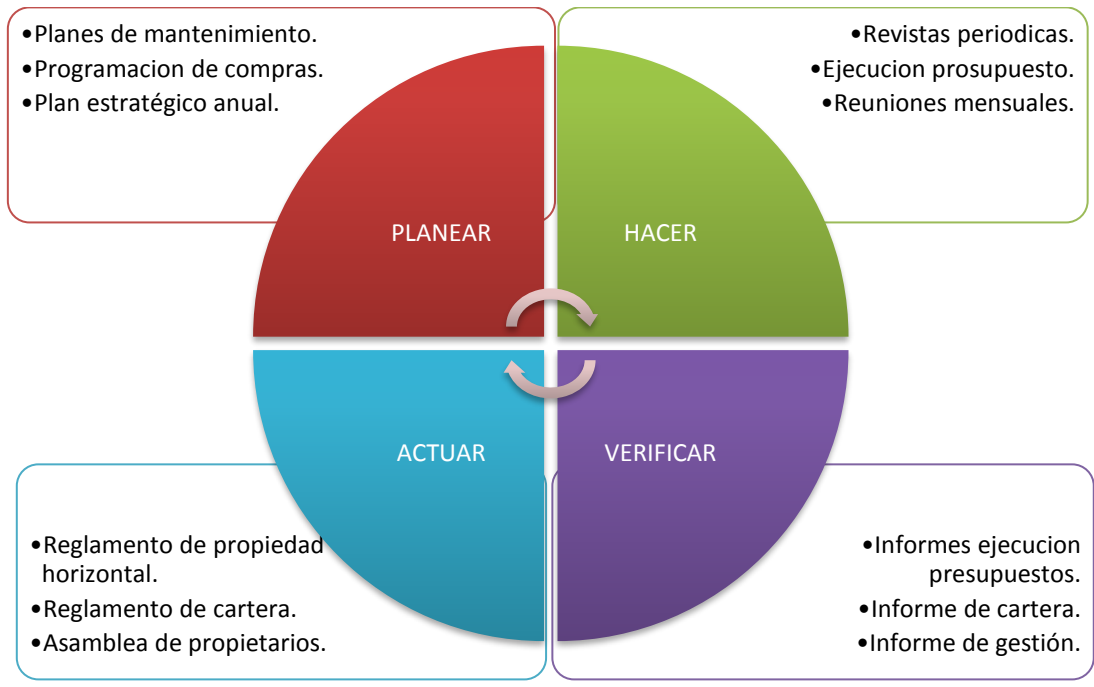 •Planes de mantenimiento.
•Programacion de compras.
•Plan estratégico anual.
•Revistas periodicas.
•Ejecucion prosupuesto.
•Reuniones mensuales.
PLANEAR
HACER
ACTUAR
VERIFICAR
•Reglamento de propiedad
horizontal.
•Reglamento de cartera.
•Asamblea de propietarios.
•Informes ejecucion
presupuestos.
•Informe de cartera.
•Informe de gestión.